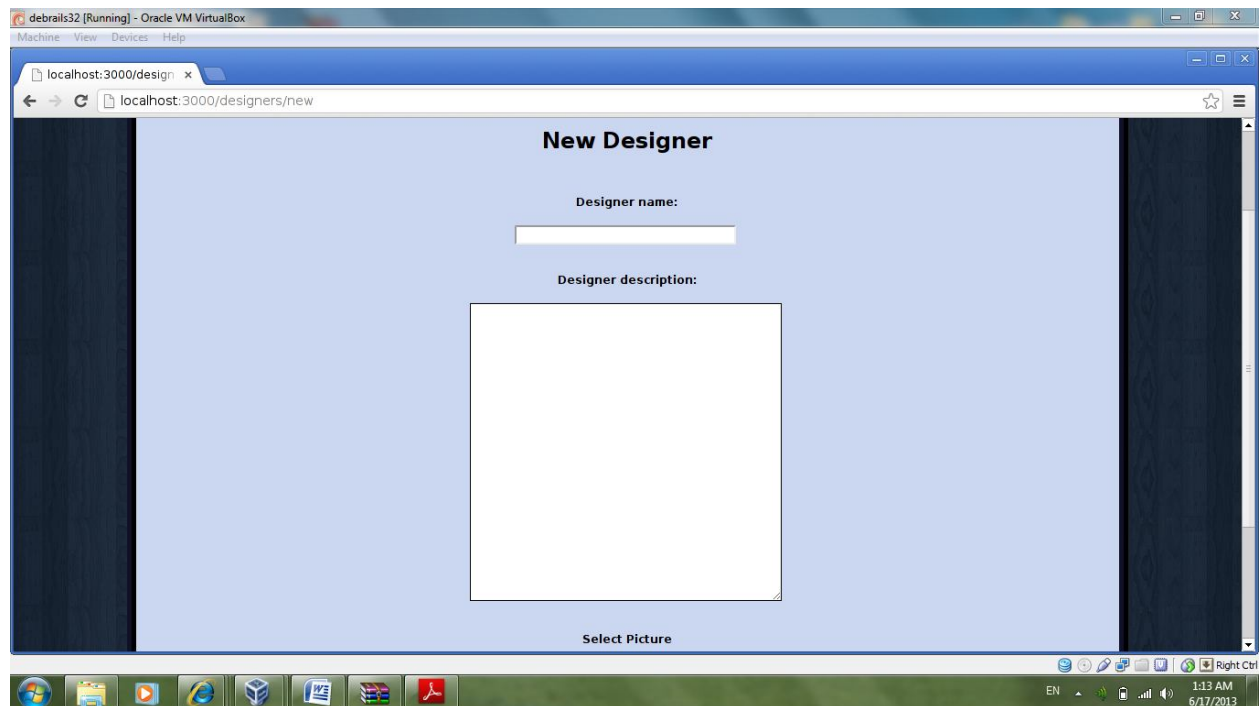 debrails32 [Running] - Oracle VM VirtualBox
Machine View Devices Help
localhost:3000/design
localhost:3000/designers/new
New Designer
Designer name:
Designer description:
Select Picture
Right Ctrl
EN
1:13 AM
6/17/2013